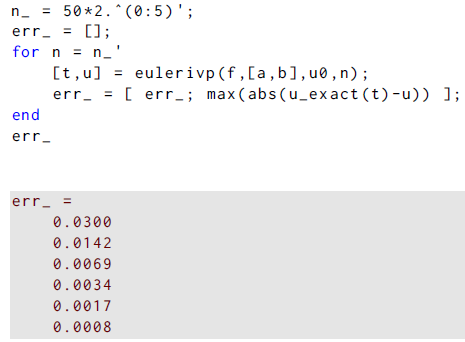 n_ = 50*2.^(0:5)';
err_ = [];
for n = n_'
[t,u] = eulerivp(f,[a,b],u0,n);
err_ = [ err_; max(abs(u_exact(t)-u)) ];
end
err_
err_ =
0.0300
0.0142
0.0069
0.0034
0.0017
0.0008